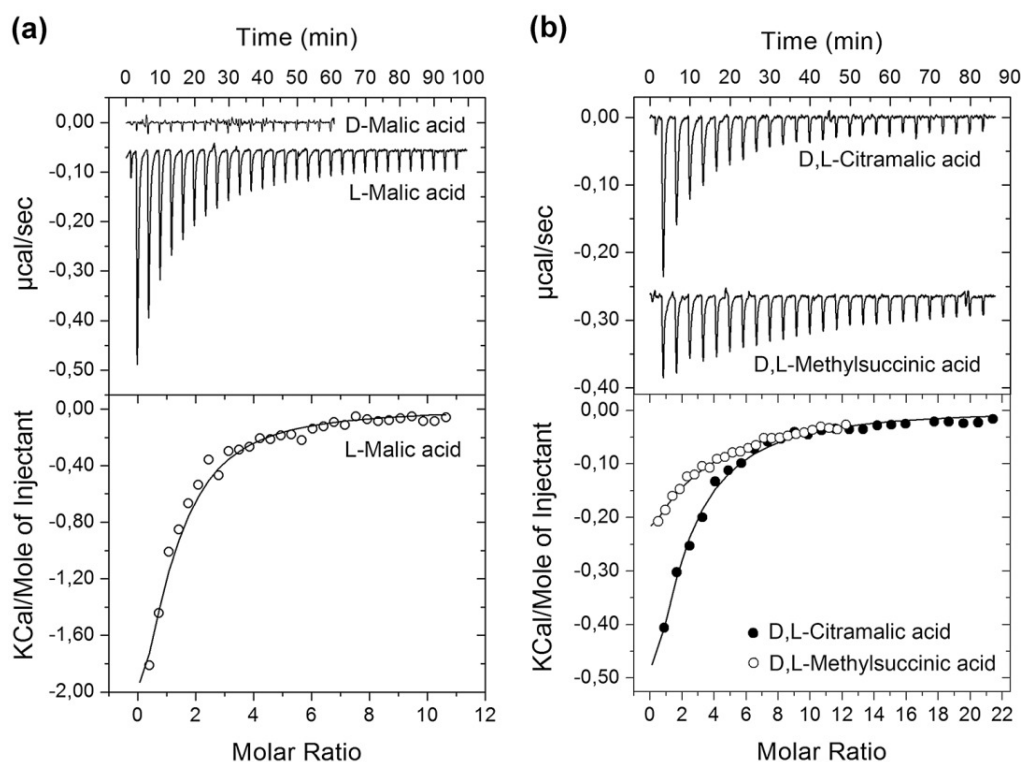 (a)
Time (min)
0 10 20 30 40 50 60 70 80 90 100
0,00
-0,10
-0,20
-0,30
-0,40
-0,50
µcal/sec
D-Malic acid
L-Malic acid
0,00
-0,40
-0,80
-1,20
-1,60
-2,00
KCal/Mole of Injectant
L-Malic acid
0 2 4 6 8 10 12
Molar Ratio
(b)
Time (min)
0 10 20 30 40 50 60 70 80 90
0,00
-0,10
-0,20
-0,30
-0,40
µcal/sec
D,L-Citramalic acid
D,L-Methylsuccinic acid
0,00
-0,10
-0,20
-0,30
-0,40
-0,50
KCal/Mole of Injectant
D,L-Citramalic acid
D,L-Methylsuccinic acid
0 2 4 6 8 10 12 14 16 18 20 22
Molar Ratio